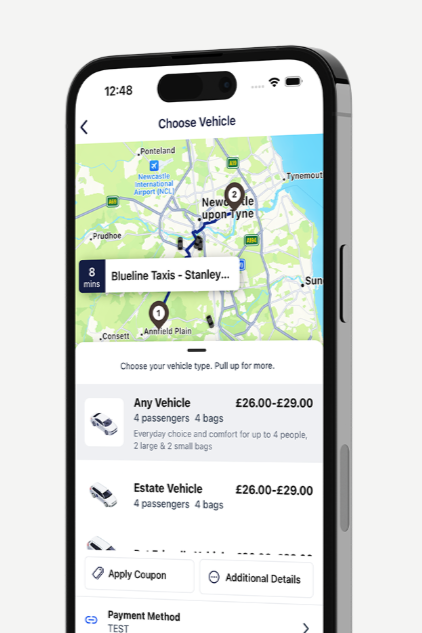 12:48
Choose Vehicle
Ponteland
Newcastle
International
Airport (NCL)
Tynemout
2
Newcastle
upon Tyne
Prudhoe
8
mins
Blueline Taxis - Stanley...
Sun
1
Annfield Plain
Consett
Choose your vehicle type. Pull up for more.
Any Vehicle £26.00-£29.00
4 passengers 4 bags
Everyday choice and comfort for up to 4 people,
2 large & 2 small bags
Estate Vehicle £26.00-£29.00
4 passengers 4 bags
Apply Coupon
Additional Details
Payment Method
TEST